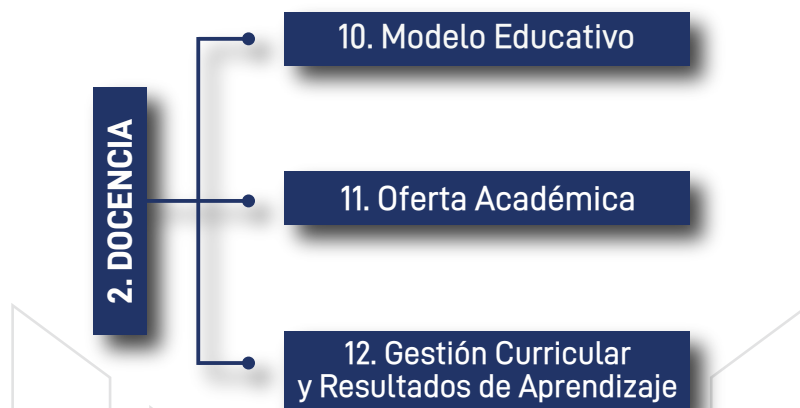 2. DOCENCIA
10. Modelo Educativo
11. Oferta Académica
12. Gestión Curricular
y Resultados de Aprendizaje